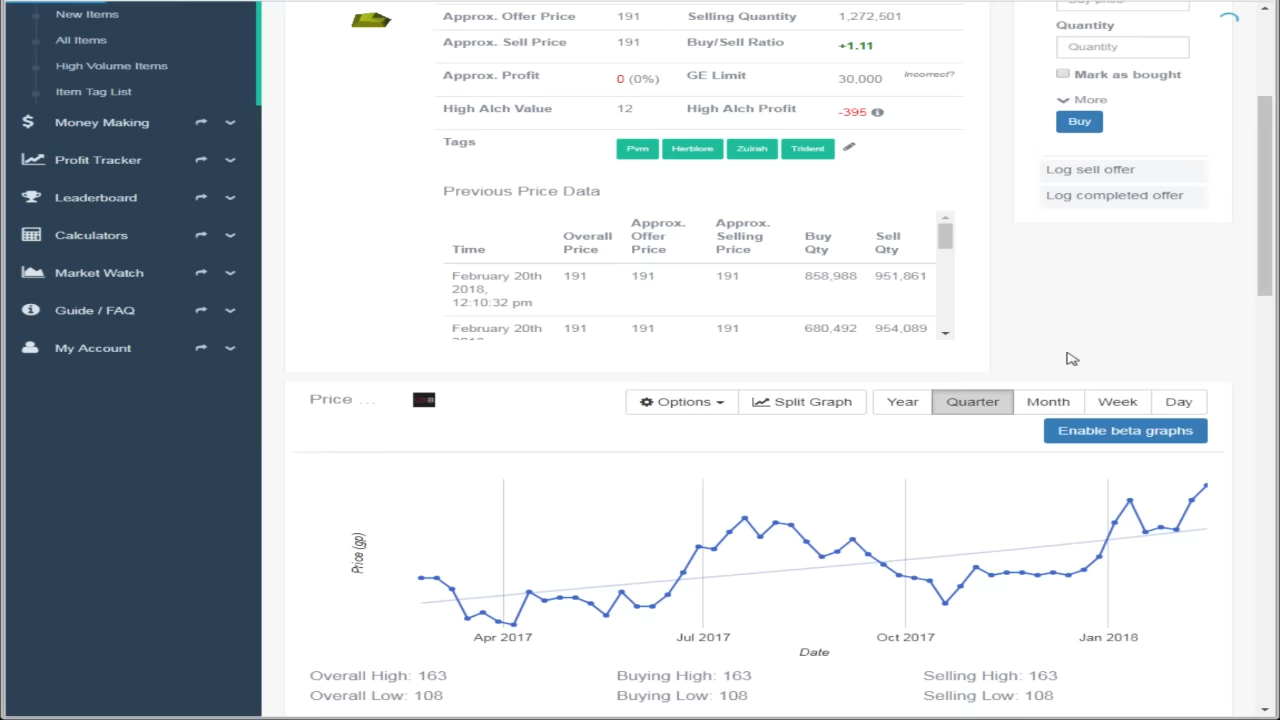 New Items
All Items
High Volume Items
Item Tag List
Money Making
Profit Tracker
Leaderboard
Calculators
Market Watch
Guide / FAQ
My Account
Approx. Offer Price 191 Selling Quantity 1,272,501
Approx. Sell Price 191 Buy/Sell Ratio +1.11
Approx. Profit 0 (0%) GE Limit 30,000 Incorrect?
High Alch Value 12 High Alch Profit -395
Tags Pvm Herblore Zulrah Trident
Previous Price Data
Time Overall Price Approx. Offer Price Approx. Selling Price Buy Qty Sell Qty
February 20th 2018, 12:10:32 pm 191 191 191 858,988 951,861
February 20th 191 191 191 680,492 954,089
Quantity
Quantity
Mark as bought
More
Buy
Log sell offer
Log completed offer
Price ...
Options Split Graph Year Quarter Month Week Day
Enable beta graphs
Price (gp)
Apr 2017 Jul 2017 Oct 2017 Jan 2018
Date
Overall High: 163 Buying High: 163 Selling High: 163
Overall Low: 108 Buying Low: 108 Selling Low: 108